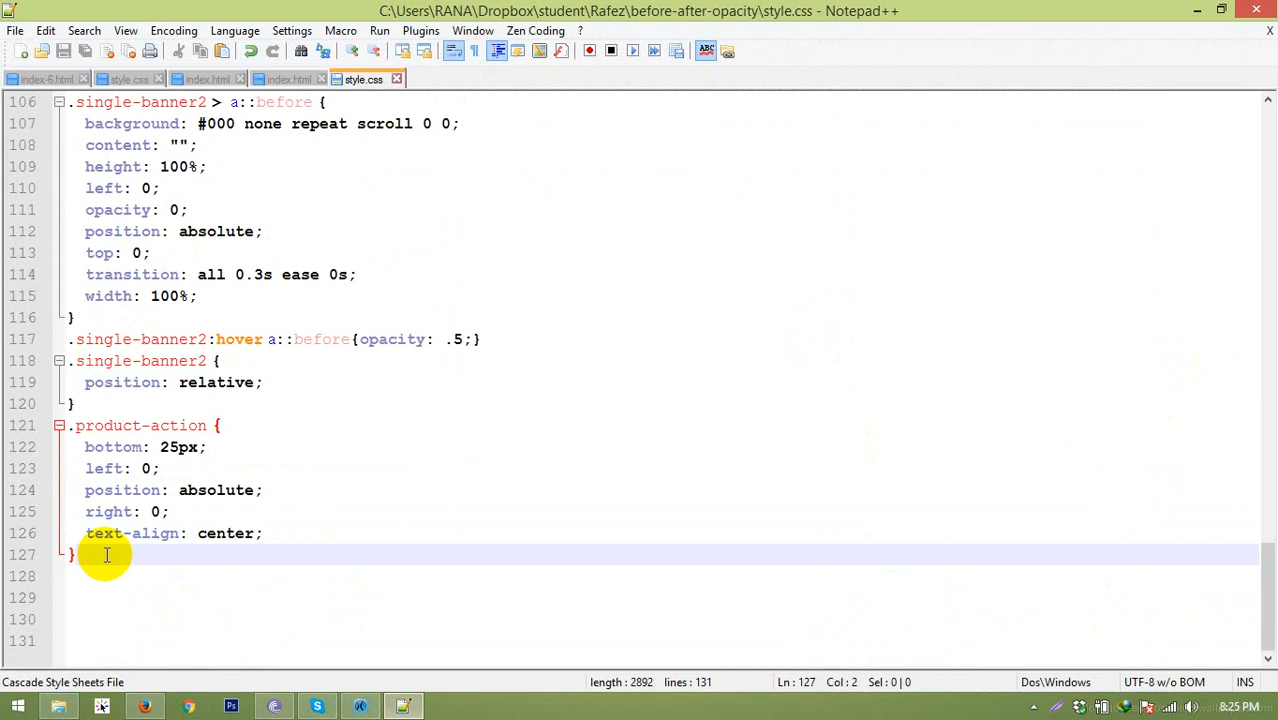 C:\Users\RANA\Dropbox\student\Rafez\before-after-opacity\style.css - Notepad++
File Edit Search View Encoding Language Settings Macro Run Plugins Window Zen Coding ? X
index-6.html style.css index.html index.html style.css
106 .single-banner2 > a::before {
107 background: #000 none repeat scroll 0 0;
108 content: "";
109 height: 100%;
110 left: 0;
111 opacity: 0;
112 position: absolute;
113 top: 0;
114 transition: all 0.3s ease 0s;
115 width: 100%;
116 }
117 .single-banner2:hover a::before{opacity: .5;}
118 .single-banner2 {
119 position: relative;
120 }
121 .product-action {
122 bottom: 25px;
123 left: 0;
124 position: absolute;
125 right: 0;
126 text-align: center;
127 }
128
129
130
131
Cascade Style Sheets File length : 2892 lines : 131 Ln : 127 Col : 2 Sel : 0 | 0 Dos\Windows UTF-8 w/o BOM INS
8:25 PM